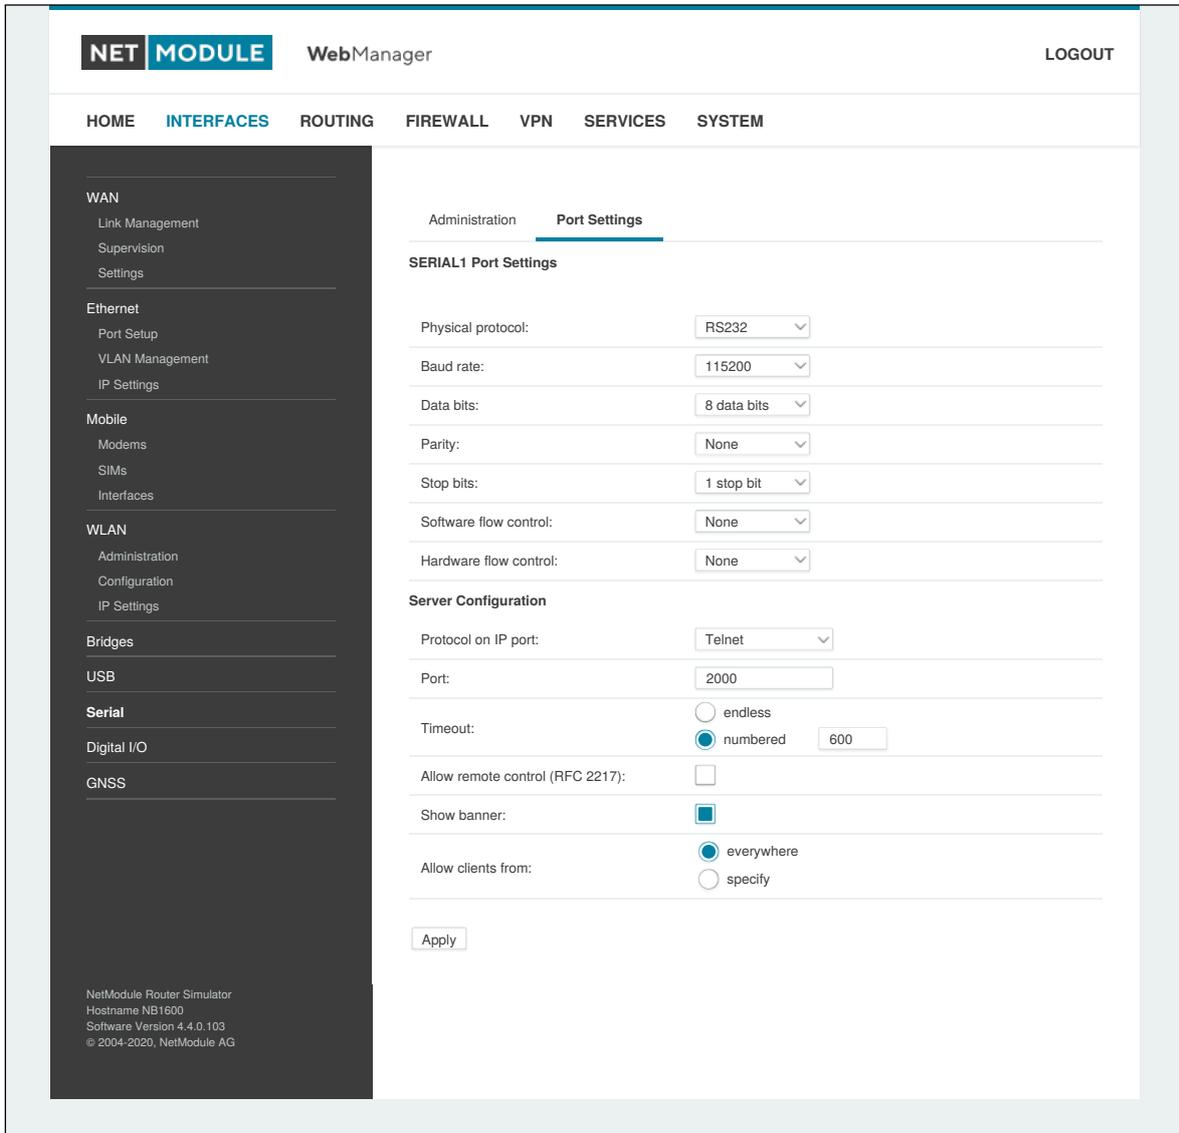 NET MODULE WebManager LOGOUT
HOME INTERFACES ROUTING FIREWALL VPN SERVICES SYSTEM
WAN
Link Management
Supervision
Settings
Ethernet
Port Setup
VLAN Management
IP Settings
Mobile
Modems
SIMs
Interfaces
WLAN
Administration
Configuration
IP Settings
Bridges
USB
Serial
Digital I/O
GNSS
NetModule Router Simulator
Hostname NB1600
Software Version 4.4.0.103
© 2004-2020, NetModule AG
Administration Port Settings
SERIAL1 Port Settings
Physical protocol: RS232
Baud rate: 115200
Data bits: 8 data bits
Parity: None
Stop bits: 1 stop bit
Software flow control: None
Hardware flow control: None
Server Configuration
Protocol on IP port: Telnet
Port: 2000
Timeout: endless
numbered 600
Allow remote control (RFC 2217):
Show banner:
Allow clients from: everywhere
specify
Apply